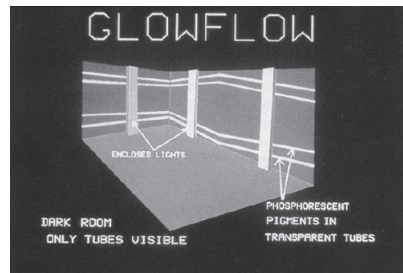 GLOWFLOW
ENCLOSED LIGHTS
PHOSPHORESCENT
PIGMENTS IN
TRANSPARENT TUBES
DARK ROOM
ONLY TUBES VISIBLE